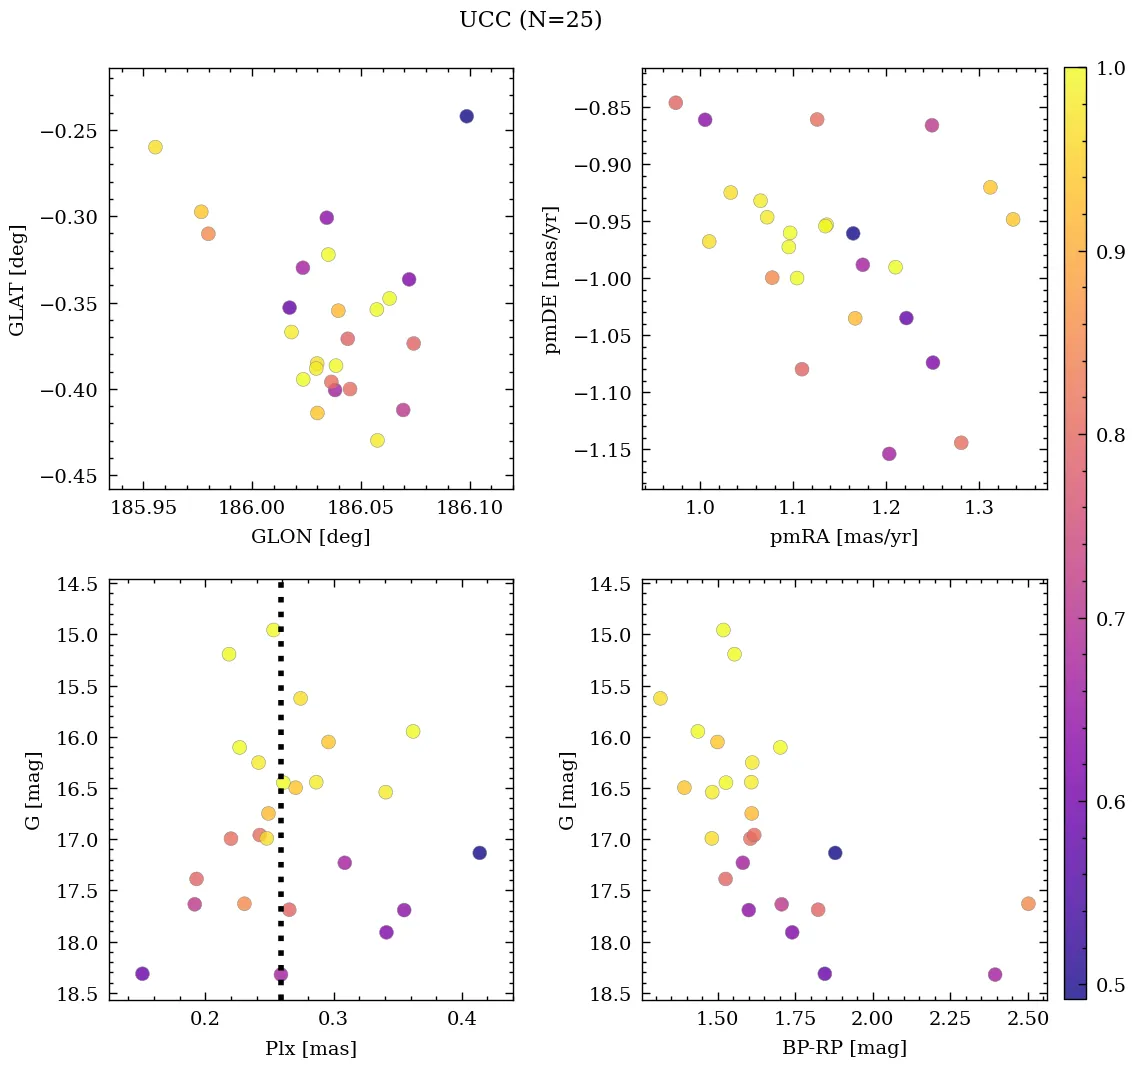 UCC (N=25)
−0.25
−0.30
−0.35
−0.40
−0.45
GLAT [deg]
185.95 186.00 186.05 186.10
GLON [deg]
−0.85
−0.90
−0.95
−1.00
−1.05
−1.10
−1.15
pmDE [mas/yr]
1.0 1.1 1.2 1.3
pmRA [mas/yr]
14.5
15.0
15.5
16.0
16.5
17.0
17.5
18.0
18.5
G [mag]
0.2 0.3 0.4
Plx [mas]
14.5
15.0
15.5
16.0
16.5
17.0
17.5
18.0
18.5
G [mag]
1.50 1.75 2.00 2.25 2.50
BP-RP [mag]
1.0
0.9
0.8
0.7
0.6
0.5